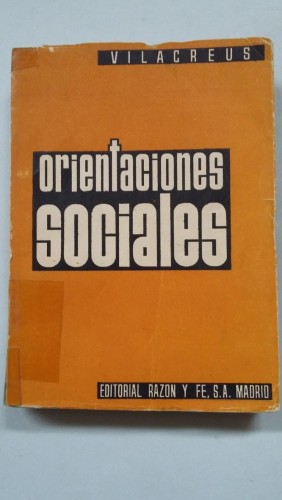 VILACREUS
orientaciones
sociales
EDITORIAL RAZON Y FE, S.A. MADRID